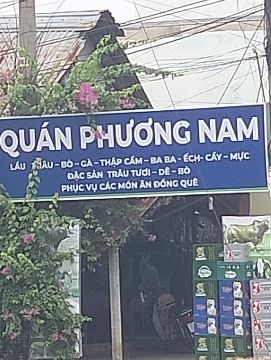 QUÁN PHƯƠNG NAM
LẨU TRÂU - BÒ - GÀ - THẬP CẨM - BA BA - ẾCH - CẦY - MỰC
ĐẶC SẢN TRÂU TƯƠI - DÊ - BÒ
PHỤC VỤ CÁC MÓN ĂN ĐỒNG QUÊ